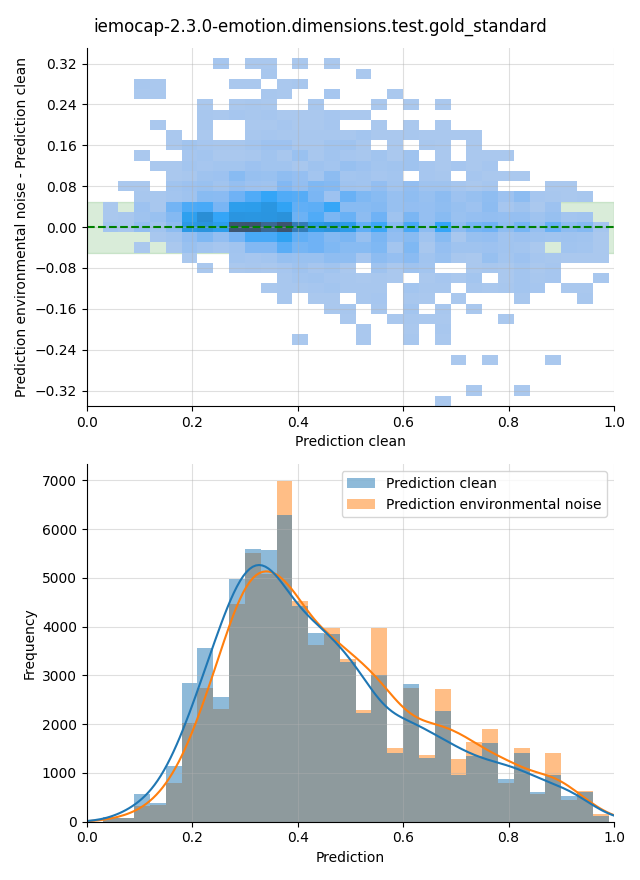 iemocap-2.3.0-emotion.dimensions.test.gold_standard
Prediction environmental noise - Prediction clean
0.32
0.24
0.16
0.08
0.00
−0.08
−0.16
−0.24
−0.32
0.0 0.2 0.4 0.6 0.8 1.0
Prediction clean
Prediction clean
Prediction environmental noise
Frequency
7000
6000
5000
4000
3000
2000
1000
0
0.0 0.2 0.4 0.6 0.8 1.0
Prediction